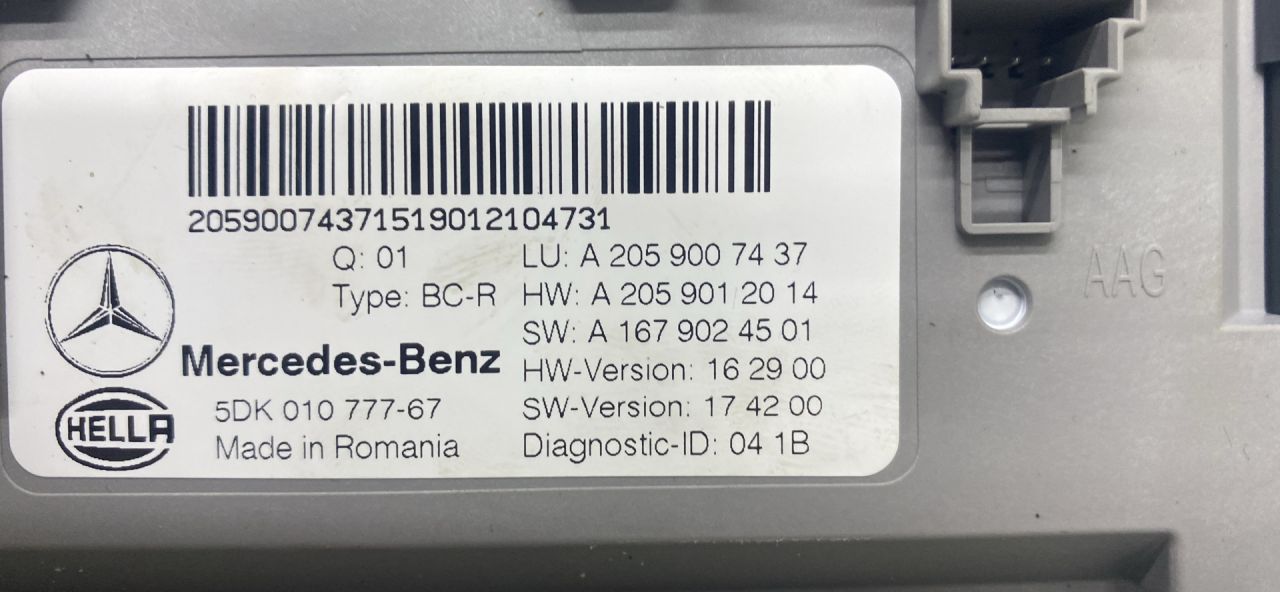 2059007437151901210473​1
Q: 01
Type: BC-R
LU: A 205 900 74 37
HW: A 205 901 20 14
SW: A 167 902 45 01
HW-Version: 16 29 00
SW-Version: 17 42 00
Diagnostic-ID: 04 1B
Mercedes-Benz
HELLA
5DK 010 777-67
Made in Romania
AAG